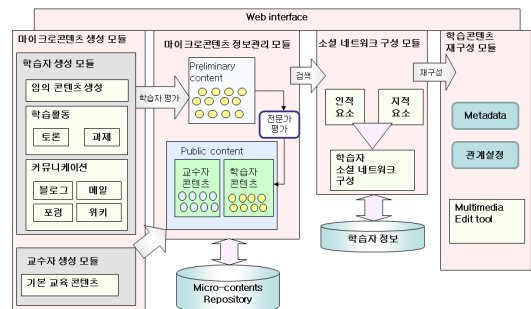 Web interface
마이크로콘텐츠 생성 모듈
학습자 생성 모듈
임의 콘텐츠 생성
학습활동
토론
과제
커뮤니케이션
블로그
메일
포럼
위키
교수자 생성 모듈
기본 교육 콘텐츠
학습자 평가
마이크로콘텐츠 정보관리 모듈
Preliminary
content
전문가
평가
Public content
교수자
콘텐츠
학습자
콘텐츠
Micro-contents
Repository
검색
소셜 네트워크 구성 모듈
인적
요소
지적
요소
학습자
소셜 네트워크
구성
학습자 정보
재구성
학습콘텐츠
재구성 모듈
Metadata
관계설정
Multimedia
Edit tool